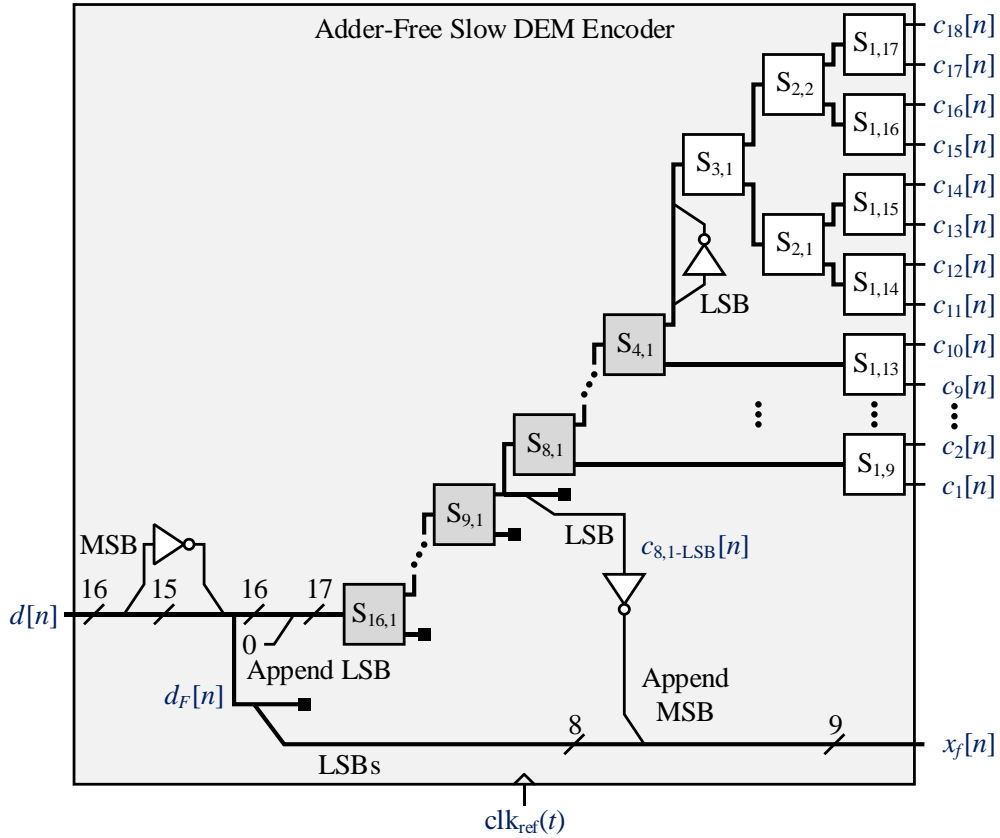 Adder-Free Slow DEM Encoder
S1,17
c18[n]
c17[n]
S2,2
S1,16
c16[n]
c15[n]
S3,1
S1,15
c14[n]
c13[n]
S2,1
S1,14
c12[n]
c11[n]
LSB
S4,1
S1,13
c10[n]
c9[n]
S8,1
S1,9
c2[n]
c1[n]
S9,1
LSB
c8,1-LSB[n]
MSB
16
15
16
17
d[n]
S16,1
0
Append LSB
dF[n]
Append
MSB
8
9
xf[n]
LSBs
clkref(t)